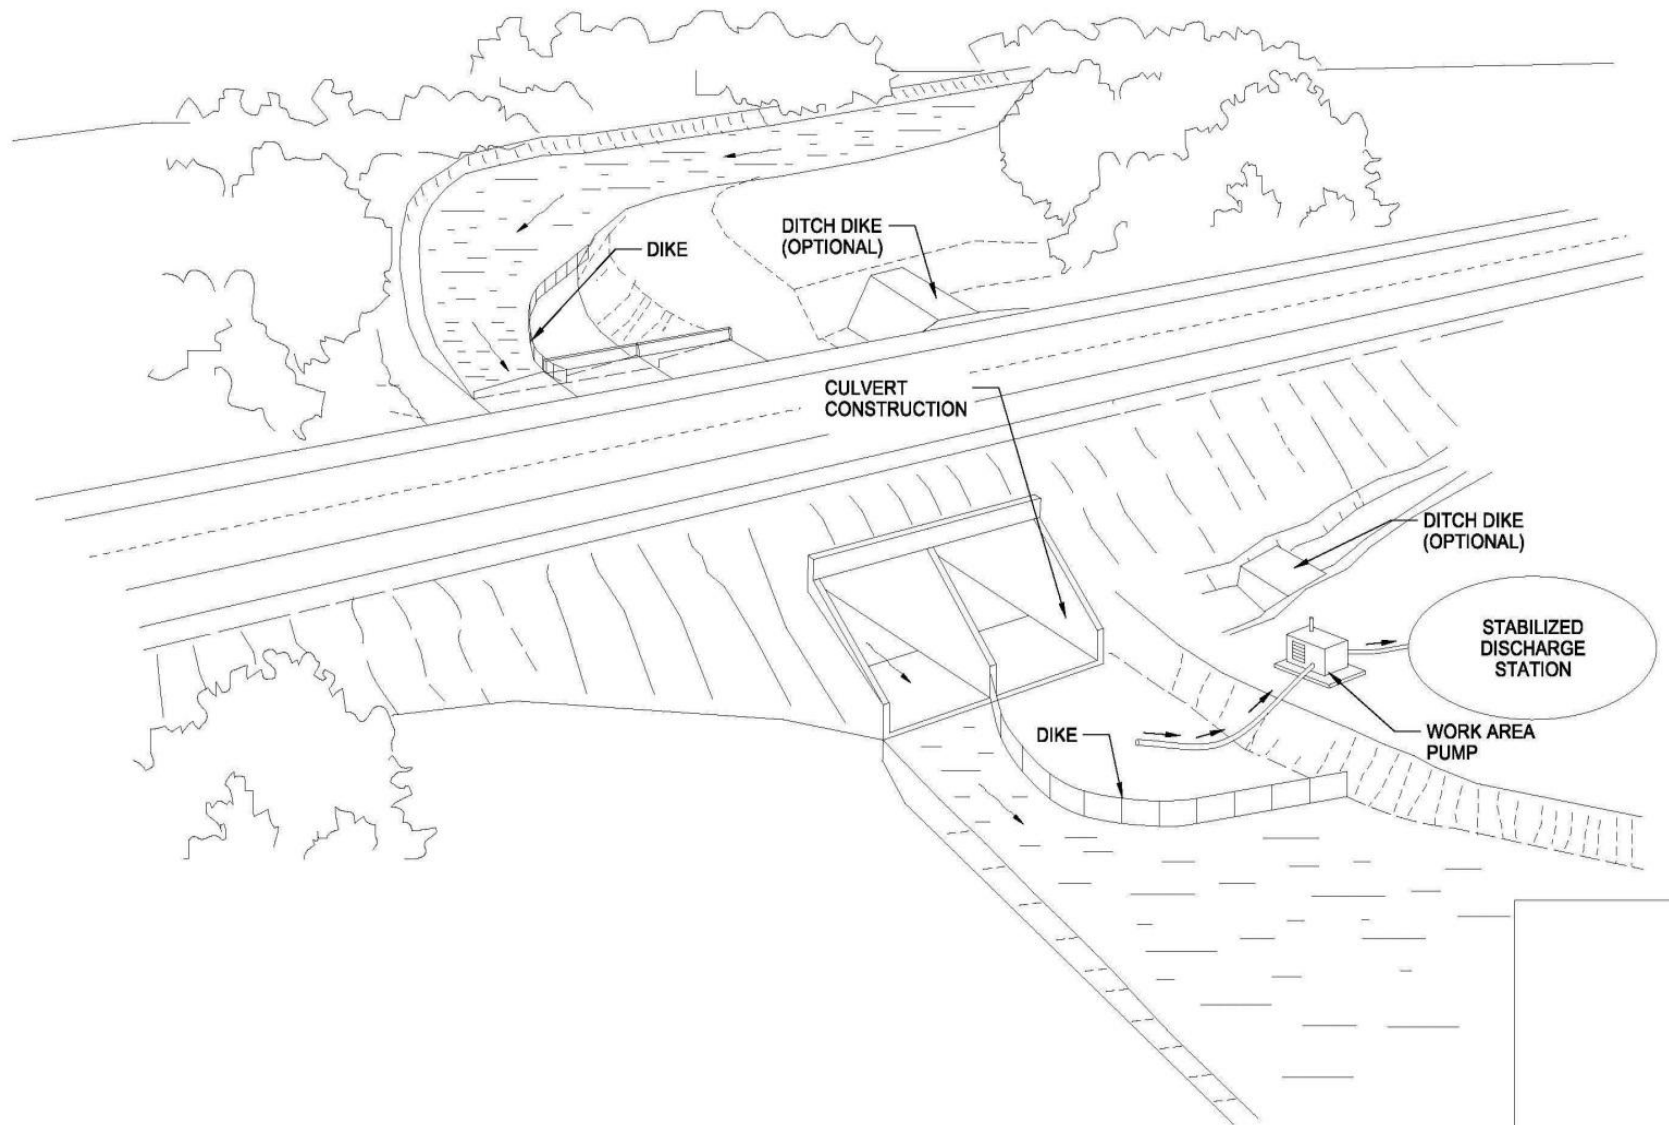 DITCH DIKE
(OPTIONAL)
DIKE
CULVERT
CONSTRUCTION
DITCH DIKE
(OPTIONAL)
STABILIZED
DISCHARGE
STATION
DIKE
WORK AREA
PUMP